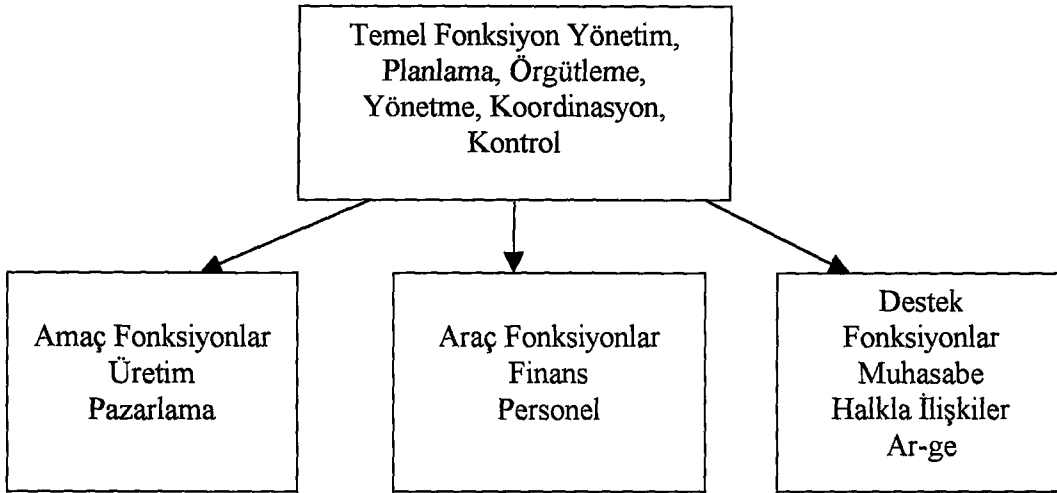 Temel Fonksiyon Yönetim,
Planlama, Örgütleme,
Yönetme, Koordinasyon,
Kontrol
Amaç Fonksiyonlar
Üretim
Pazarlama
Araç Fonksiyonlar
Finans
Personel
Destek
Fonksiyonlar
Muhasabe
Halkla İlişkiler
Ar-ge